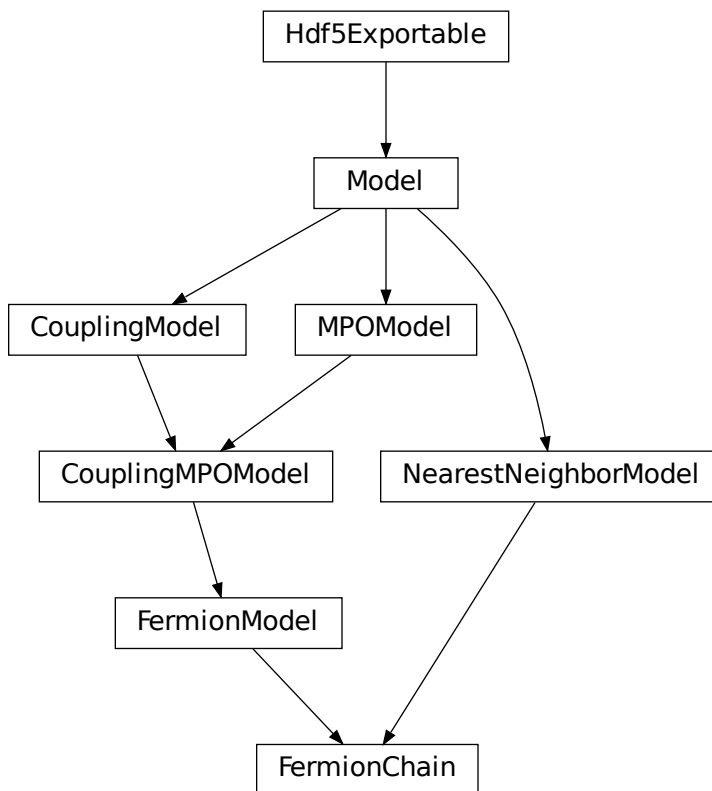 Hdf5Exportable
Model
CouplingModel
MPOModel
CouplingMPOModel
NearestNeighborModel
FermionModel
FermionChain